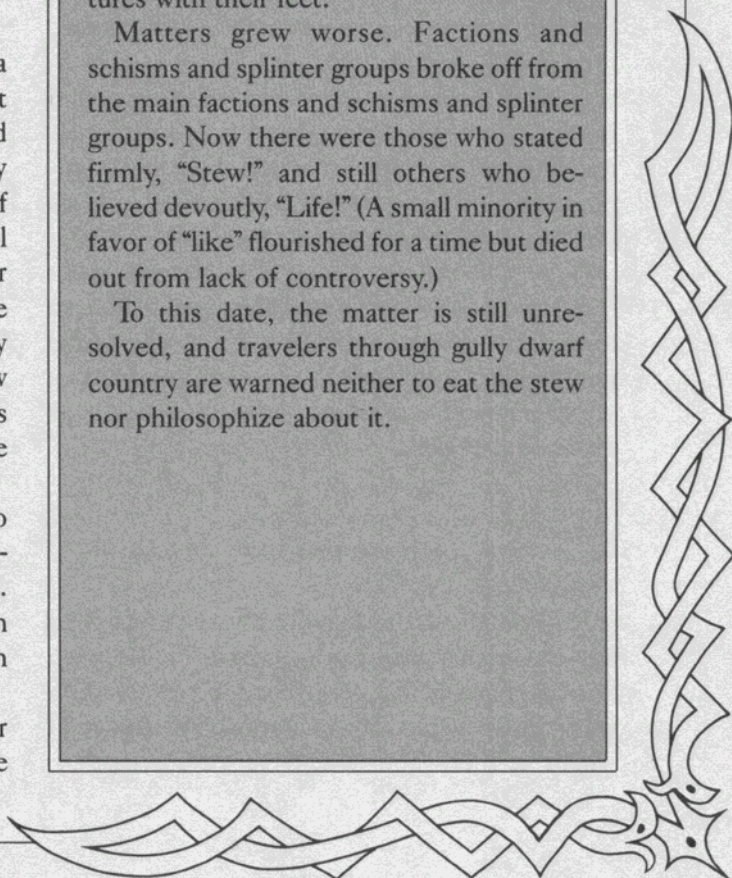 tures with their feet.
Matters grew worse. Factions and
schisms and splinter groups broke off from
the main factions and schisms and splinter
groups. Now there were those who stated
firmly, “Stew!” and still others who be-
lieved devoutly, “Life!” (A small minority in
favor of “like” flourished for a time but died
out from lack of controversy.)
To this date, the matter is still unre-
solved, and travelers through gully dwarf
country are warned neither to eat the stew
nor philosophize about it.